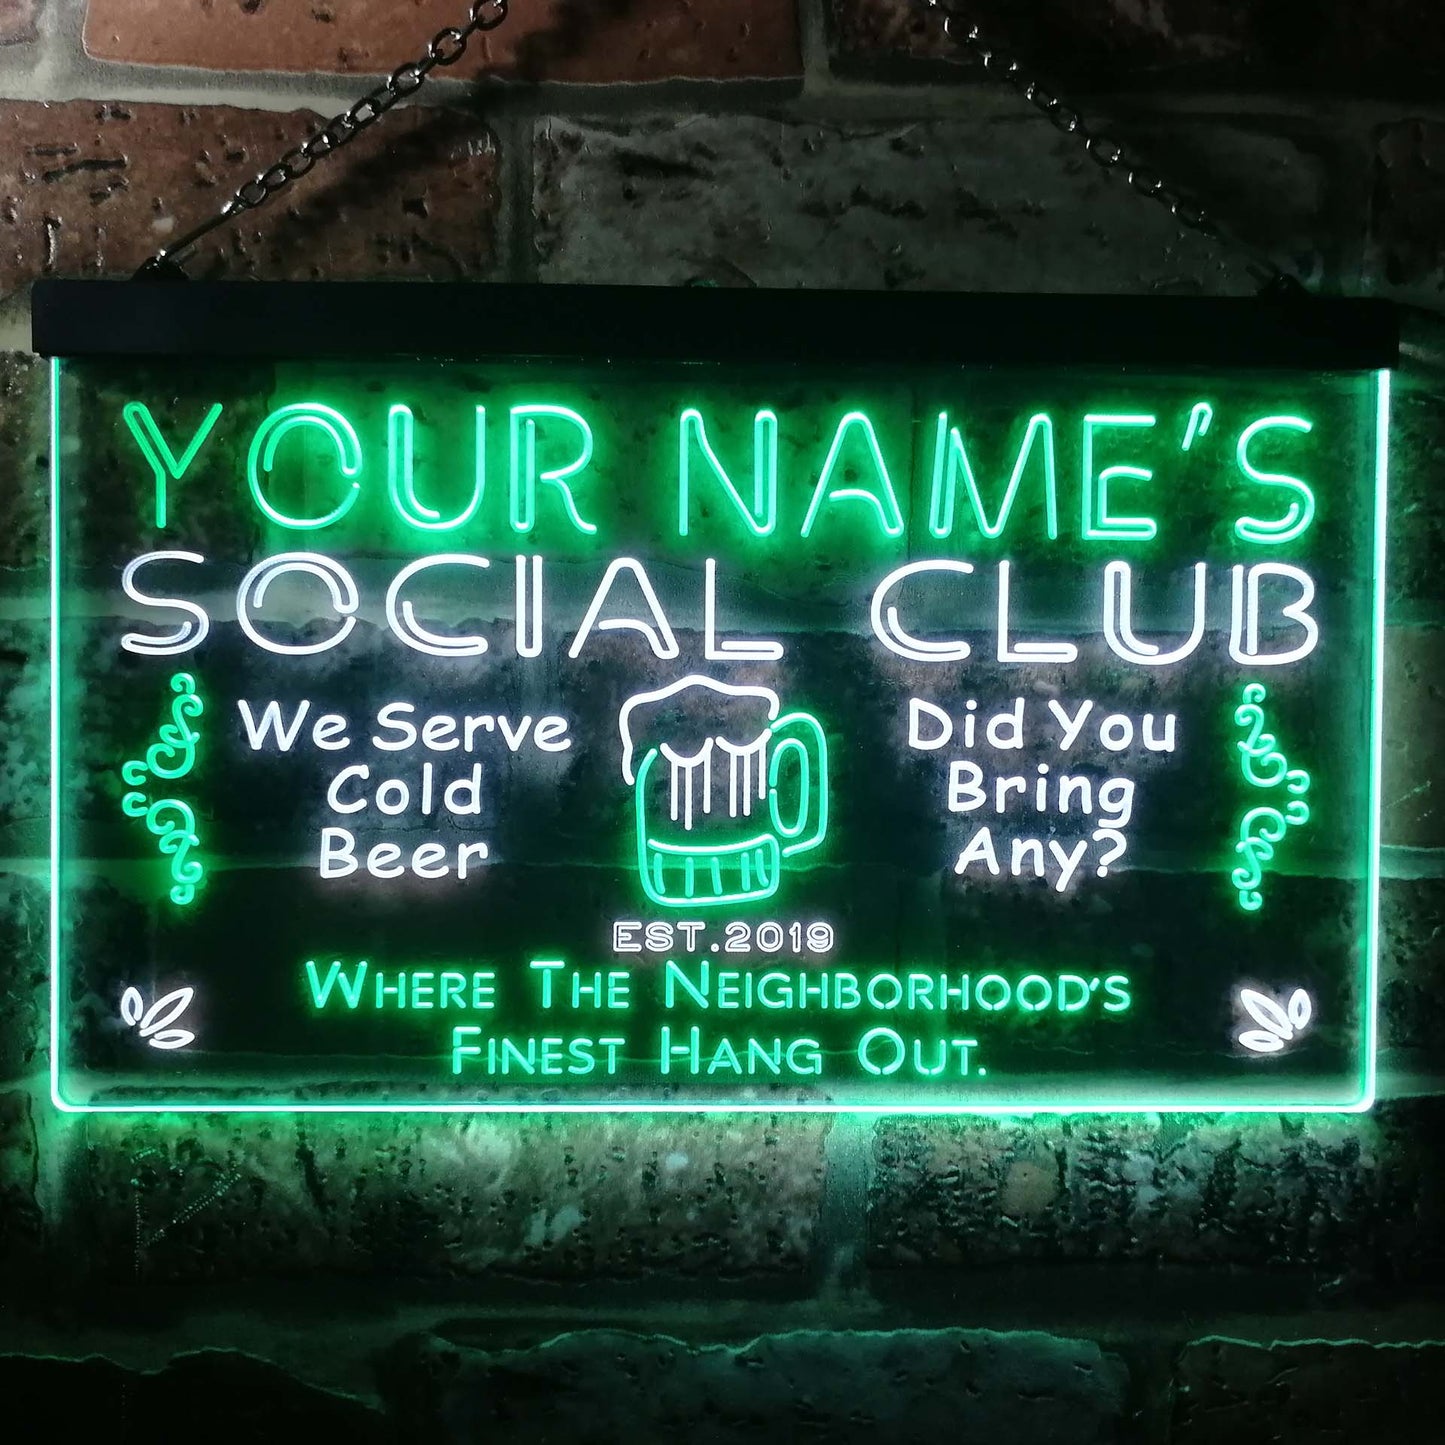 YOUR NAME'S
SOCIAL CLUB
We Serve
Cold
Beer
Did You
Bring
Any?
EST.2019
WHERE THE NEIGHBORHOOD'S
FINEST HANG OUT.